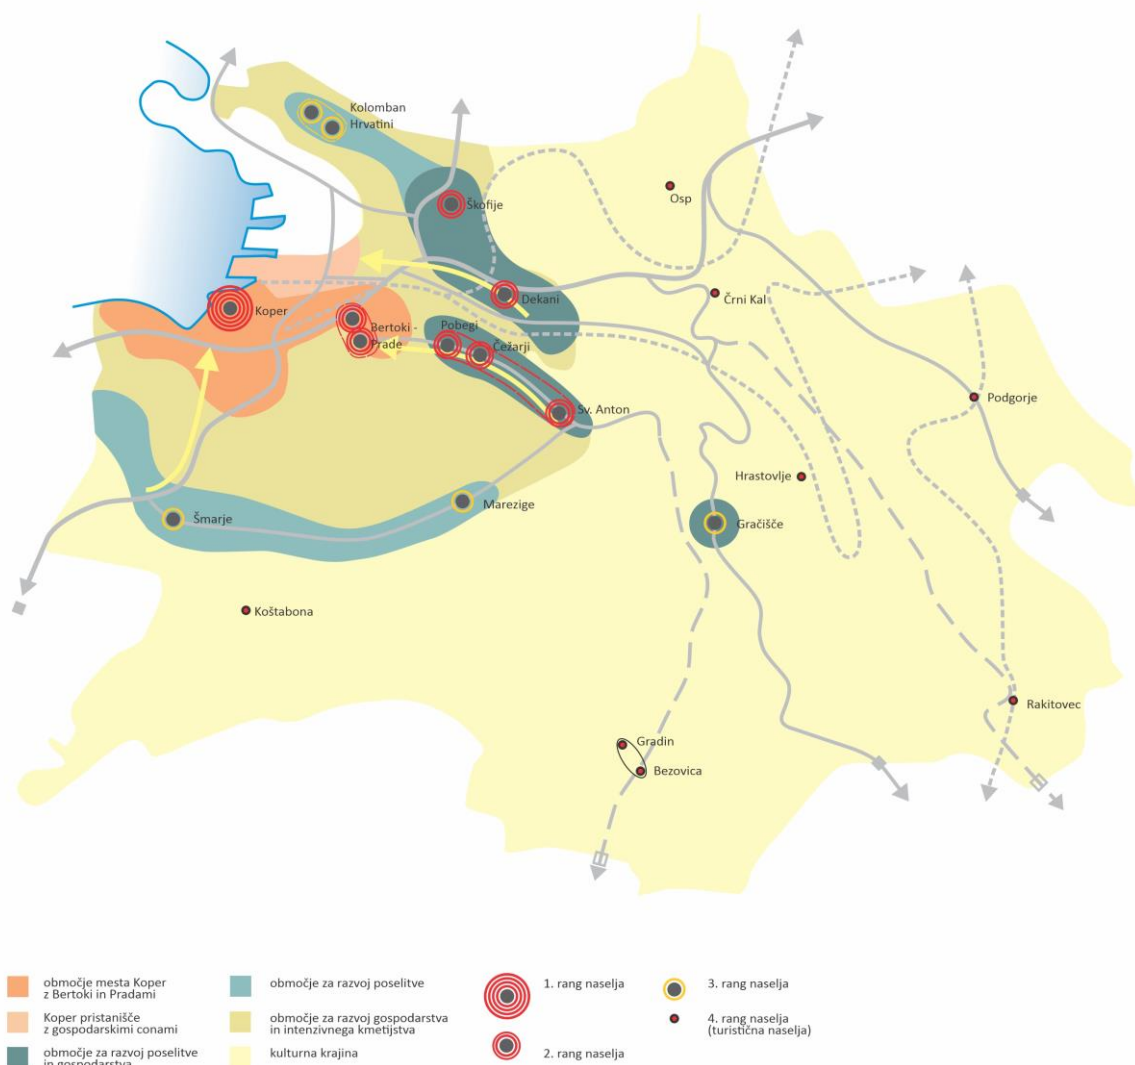 Kolomban
Hrvatini
Škofije
Osp
Dekani
Črni Kal
Koper
Bertoki -
Prade
Pobegi
Čežarji
Sv. Anton
Podgorje
Hrastovlje
Marezige
Šmarje
Gračišče
Koštabona
Rakitovec
Gradin
Bezovica
območje mesta Koper
z Bertoki in Pradami
Koper pristanišče
z gospodarskimi conami
območje za razvoj poselitve
in gospodarstva
območje za razvoj poselitve
območje za razvoj gospodarstva
in intenzivnega kmetijstva
kulturna krajina
1. rang naselja
2. rang naselja
3. rang naselja
4. rang naselja
(turistična naselja)